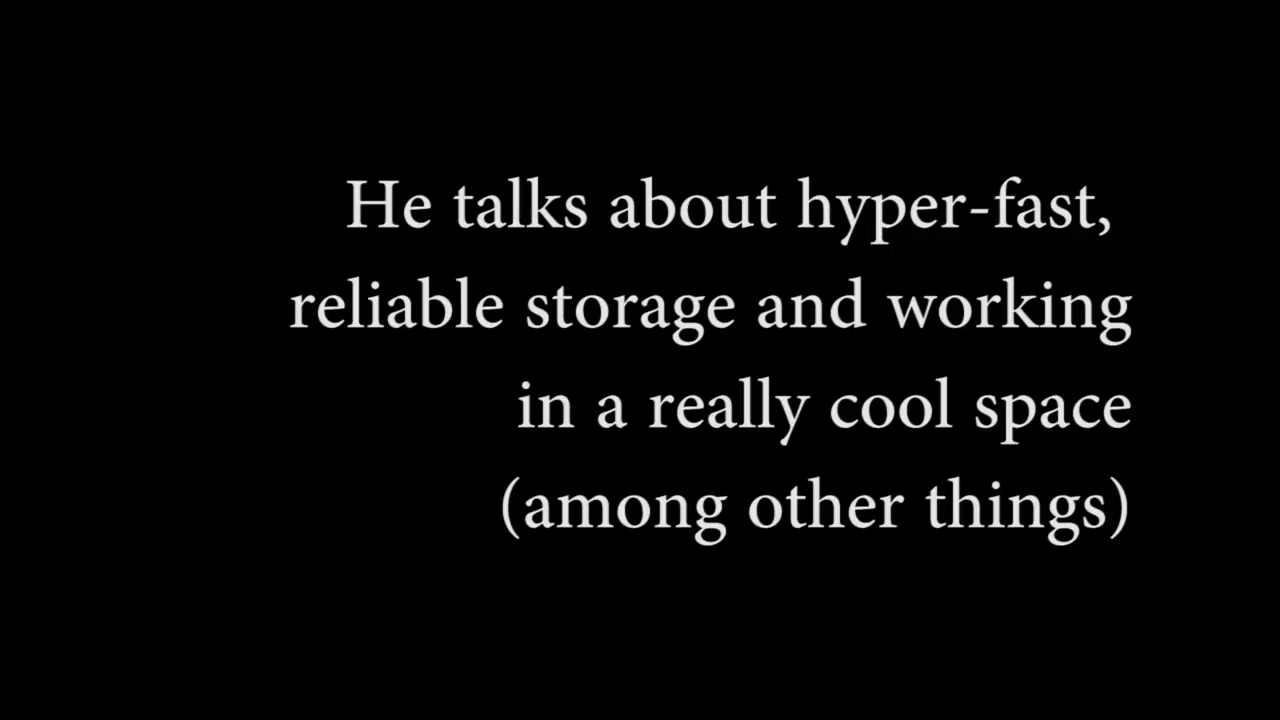 He talks about hyper-fast,
reliable storage and working
in a really cool space
(among other things)